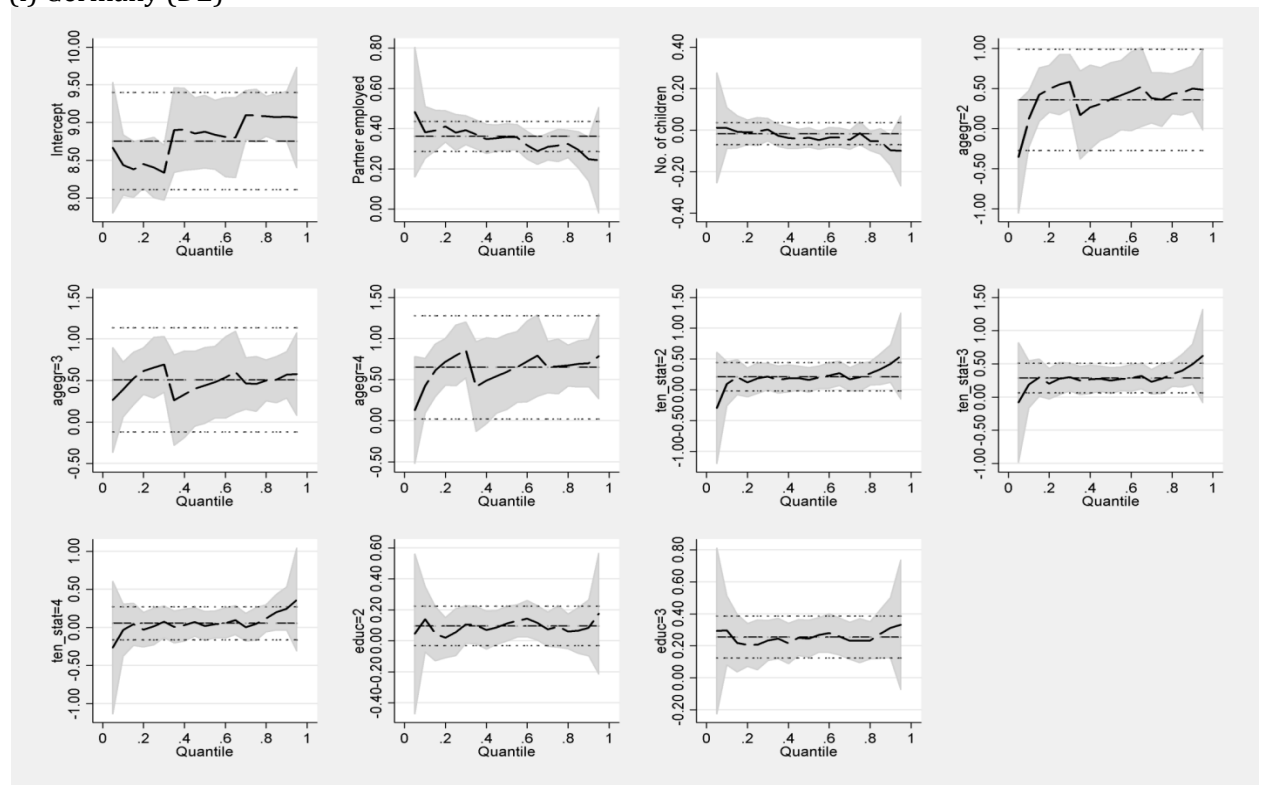 (i) Germany (DE)
Intercept
8.00 8.50 9.00 9.50 10.00
0 .2 .4 .6 .8 1
Quantile
Partner employed
0.00 0.20 0.40 0.60 0.80
0 .2 .4 .6 .8 1
Quantile
No. of children
-0.40 -0.20 0.00 0.20 0.40
0 .2 .4 .6 .8 1
Quantile
agegr=2
-1.00 -0.50 0.00 0.50 1.00
0 .2 .4 .6 .8 1
Quantile
agegr=3
-0.50 0.00 0.50 1.00 1.50
0 .2 .4 .6 .8 1
Quantile
agegr=4
-0.50 0.00 0.50 1.00 1.50
0 .2 .4 .6 .8 1
Quantile
ten_stat=2
-1.00 -0.50 0.00 0.50 1.00 1.50
0 .2 .4 .6 .8 1
Quantile
ten_stat=3
-1.00 -0.50 0.00 0.50 1.00 1.50
0 .2 .4 .6 .8 1
Quantile
ten_stat=4
-1.00 -0.50 0.00 0.50 1.00
0 .2 .4 .6 .8 1
Quantile
educ=2
-0.40 -0.20 0.00 0.20 0.40 0.60
0 .2 .4 .6 .8 1
Quantile
educ=3
-0.20 0.00 0.20 0.40 0.60 0.80
0 .2 .4 .6 .8 1
Quantile